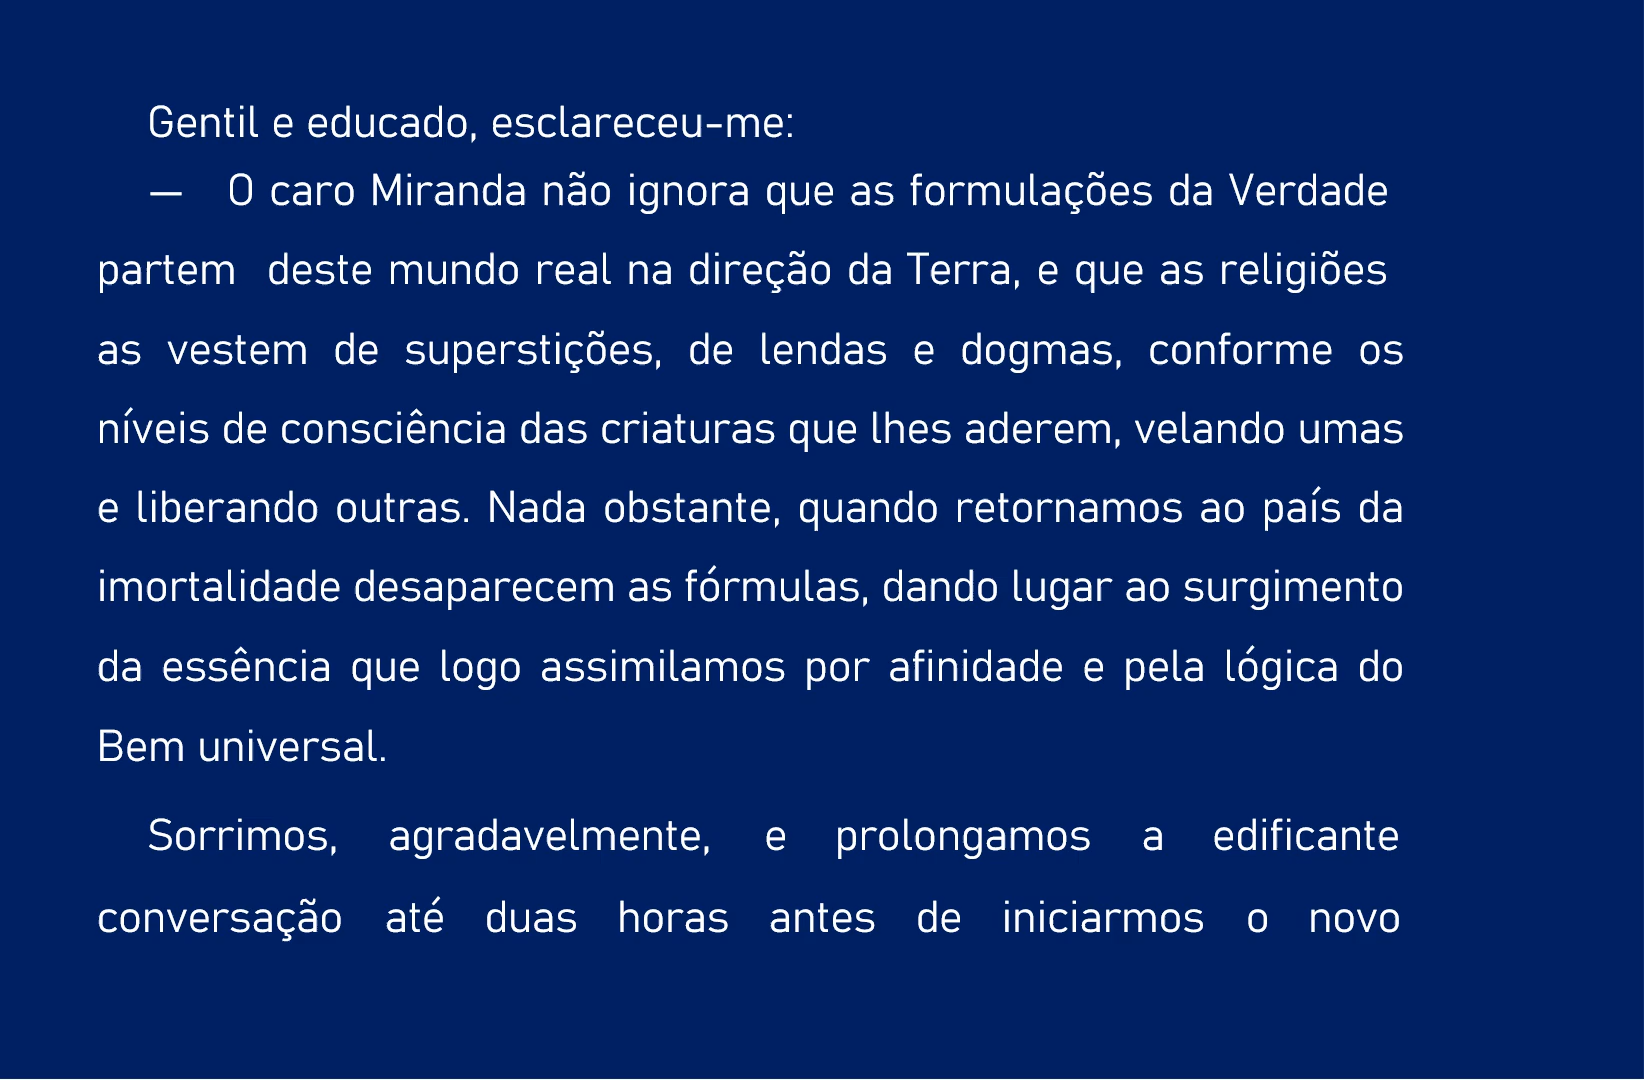 Gentil e educado, esclareceu-me:
— O caro Miranda não ignora que as formulações da Verdade
partem deste mundo real na direção da Terra, e que as religiões
as vestem de superstições, de lendas e dogmas, conforme os
níveis de consciência das criaturas que lhes aderem, velando umas
e liberando outras. Nada obstante, quando retornamos ao país da
imortalidade desaparecem as fórmulas, dando lugar ao surgimento
da essência que logo assimilamos por afinidade e pela lógica do
Bem universal.
Sorrimos, agradavelmente, e prolongamos a edificante
conversação até duas horas antes de iniciarmos o novo